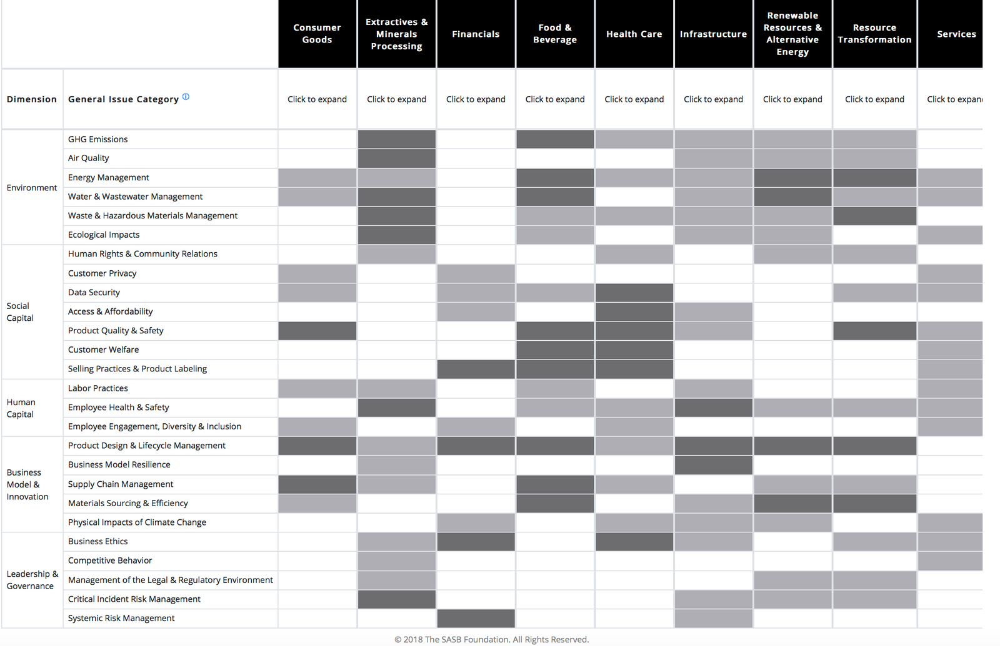 Consumer
Goods
Extractives &
Minerals
Processing
Financials
Food &
Beverage
Health Care
Infrastructure
Renewable
Resources &
Alternative
Energy
Resource
Transformation
Services
Dimension
General Issue Category ⓘ
Click to expand
Click to expand
Click to expand
Click to expand
Click to expand
Click to expand
Click to expand
Click to expand
Click to expan
Environment
GHG Emissions
Air Quality
Energy Management
Water & Wastewater Management
Waste & Hazardous Materials Management
Ecological Impacts
Social
Capital
Human Rights & Community Relations
Customer Privacy
Data Security
Access & Affordability
Product Quality & Safety
Customer Welfare
Selling Practices & Product Labeling
Human
Capital
Labor Practices
Employee Health & Safety
Employee Engagement, Diversity & Inclusion
Business
Model &
Innovation
Product Design & Lifecycle Management
Business Model Resilience
Supply Chain Management
Materials Sourcing & Efficiency
Physical Impacts of Climate Change
Leadership &
Governance
Business Ethics
Competitive Behavior
Management of the Legal & Regulatory Environment
Critical Incident Risk Management
Systemic Risk Management
© 2018 The SASB Foundation. All Rights Reserved.